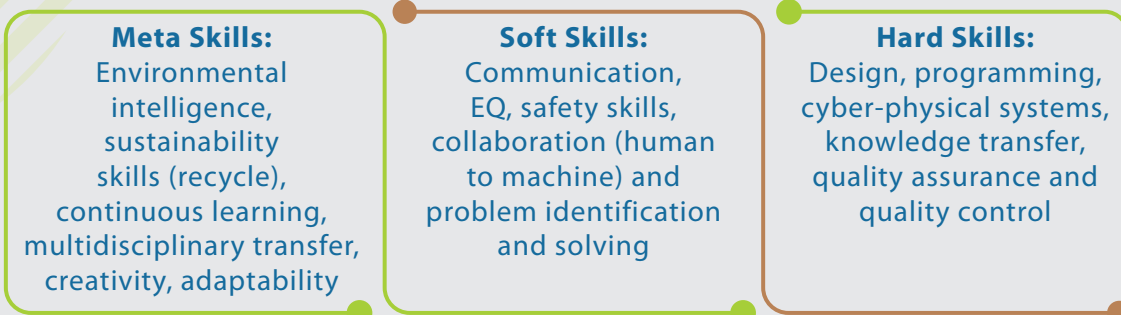 Meta Skills:
Environmental
intelligence,
sustainability
skills (recycle),
continuous learning,
multidisciplinary transfer,
creativity, adaptability
Soft Skills:
Communication,
EQ, safety skills,
collaboration (human
to machine) and
problem identification
and solving
Hard Skills:
Design, programming,
cyber-physical systems,
knowledge transfer,
quality assurance and
quality control